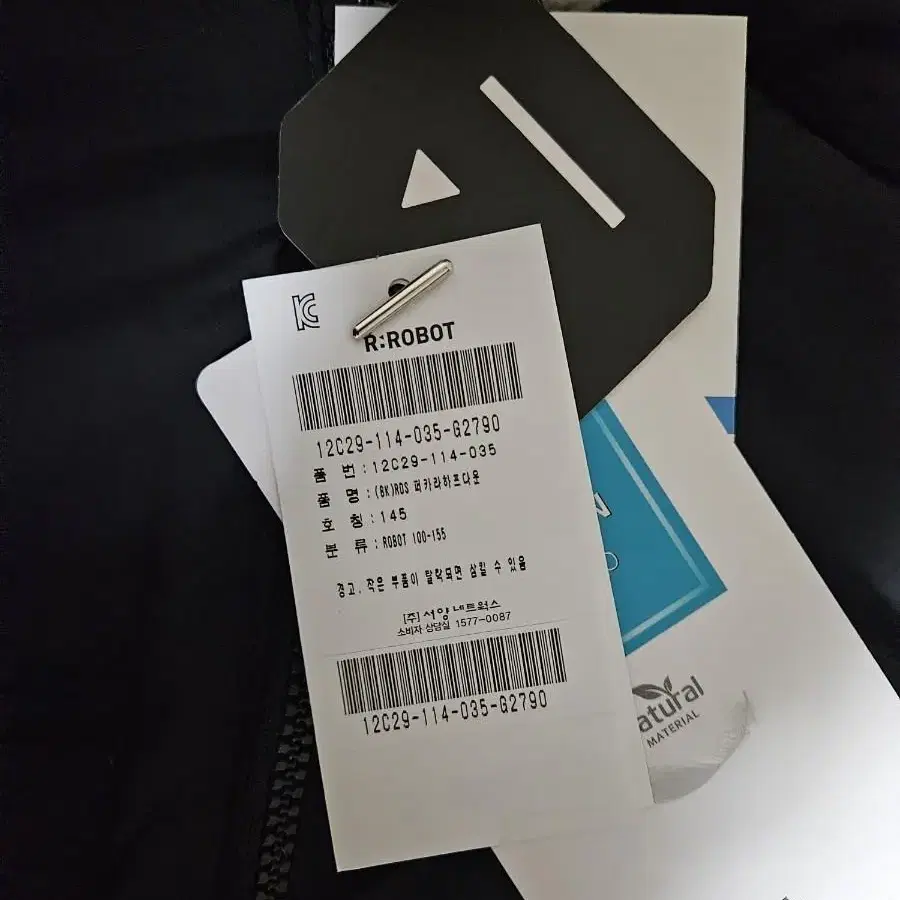 KC
R:ROBOT
12C29-114-035-G2790
품 번 : 12C29-114-035
품 명 : (BK)RDS 퍼카라하프다운
호 칭 : 145
분 류 : ROBOT 100-155
경고, 작은 부품이 탈락되면 삼킬 수 있음
[주]서양네트웍스
소비자 상담실 1577-0087
12C29-114-035-G2790
atural
MATERIAL